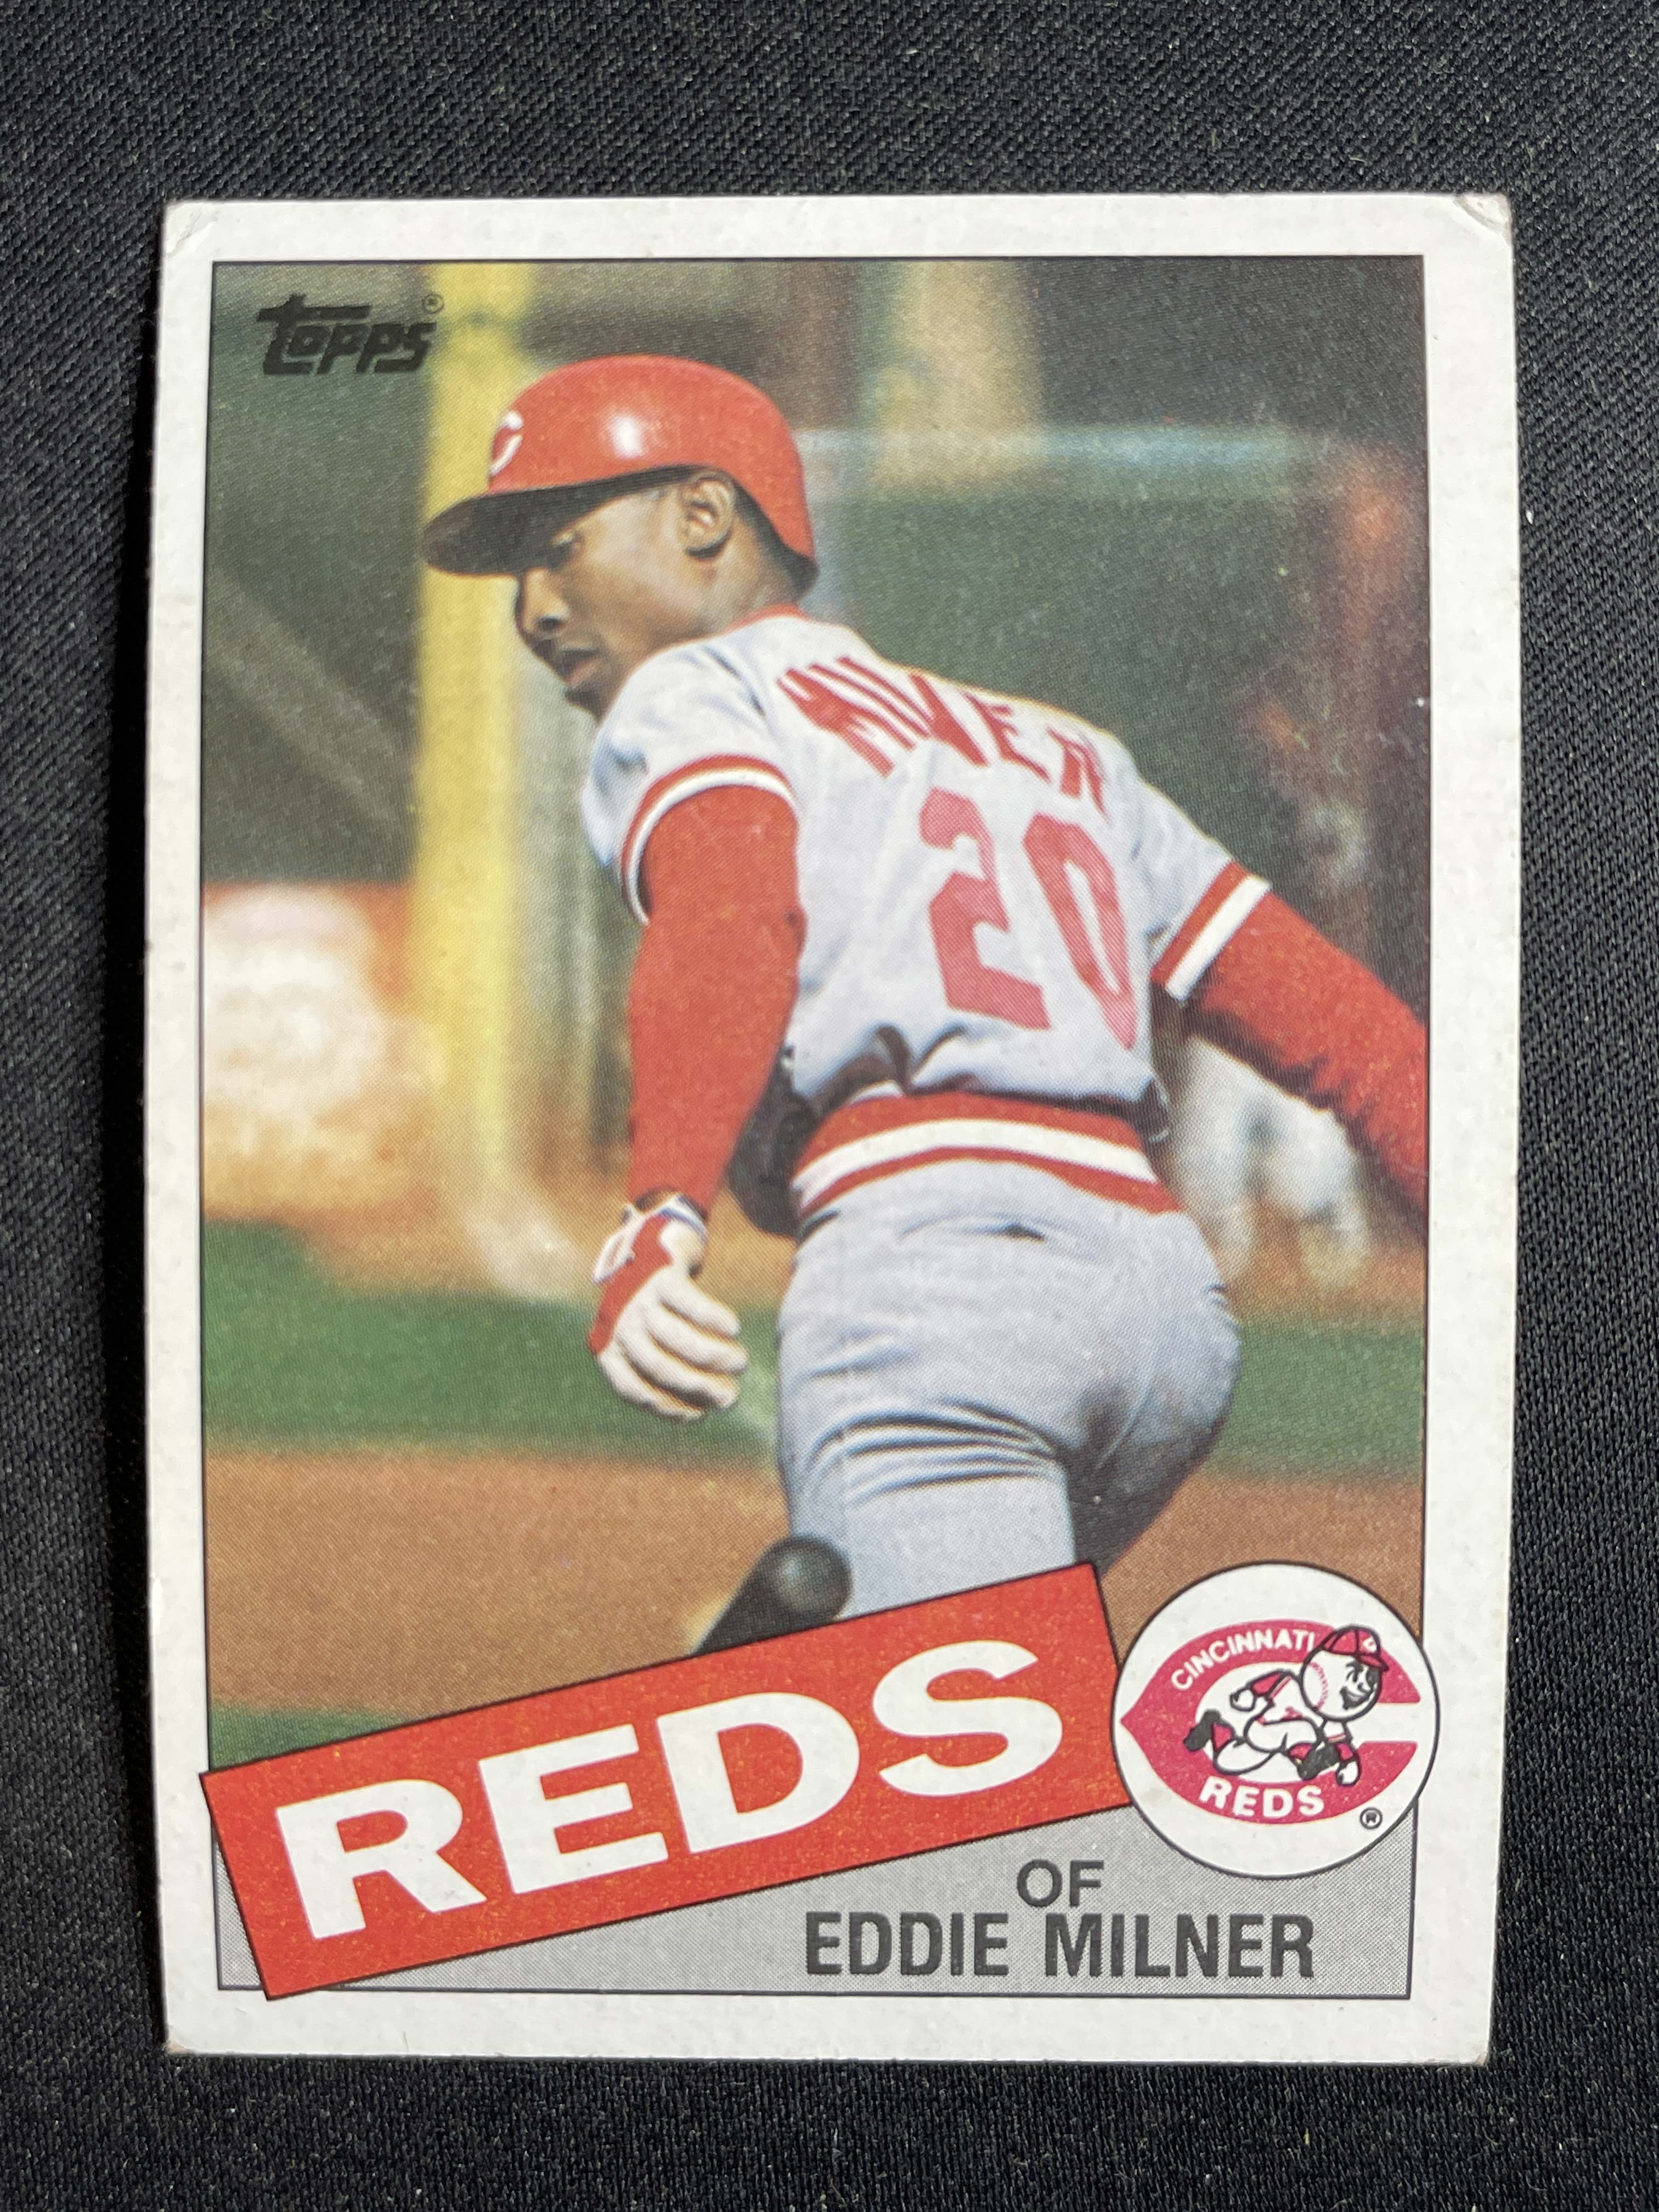 Topps®
C
MILNER
20
REDS
CINCINNATI
REDS
®
OF
EDDIE MILNER